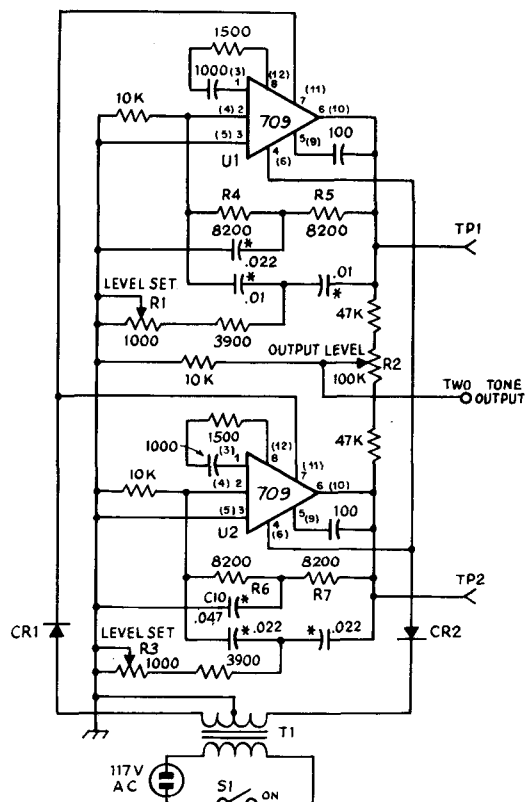 1500
1000 (3) 1
(12) 8
(11) 7
10K
(4) 2
709
6 (10)
(5) 3
5 (9)
100
4 (6)
U1
R4
R5
8200
8200
TP1
* .022
LEVEL SET
* .01
.01 *
R1
1000
3900
47K
OUTPUT LEVEL
R2
10K
100K
TWO TONE OUTPUT
1500
47K
1000
(3) 1
(12) 8
(11) 7
10K
(4) 2
709
6 (10)
(5) 3
5 (9)
100
U2
4 (6)
8200
8200
R6
R7
TP2
C10 *
.047
CR1
* .022
* .022
CR2
LEVEL SET
R3
1000
3900
T1
117V
AC
S1
ON